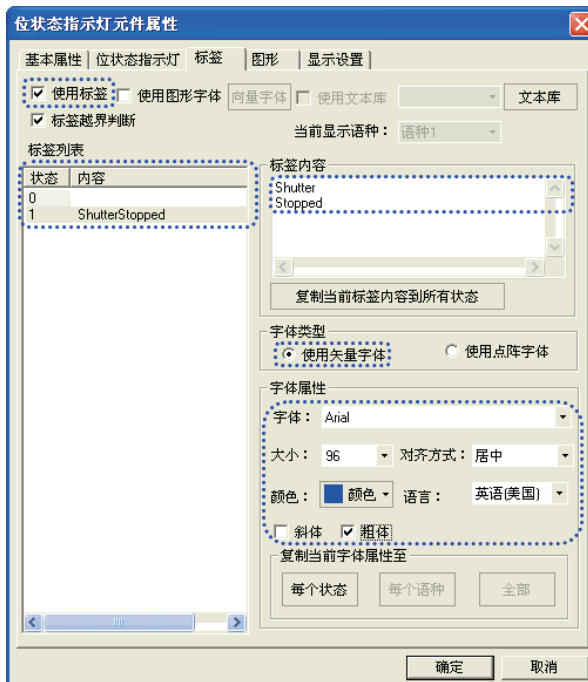 位状态指示灯元件属性
基本属性 位状态指示灯 标签 图形 显示设置
使用标签 使用图形字体 向量字体 使用文本库 文本库
标签越界判断 当前显示语种： 语种1
标签列表
状态 内容
0
1 ShutterStopped
标签内容
Shutter
Stopped
复制当前标签内容到所有状态
字体类型
使用矢量字体 使用点阵字体
字体属性
字体： Arial
大小： 96 对齐方式： 居中
颜色： 颜色 语言： 英语(美国)
斜体 粗体
复制当前字体属性至
每个状态 每个语种 全部
确定 取消